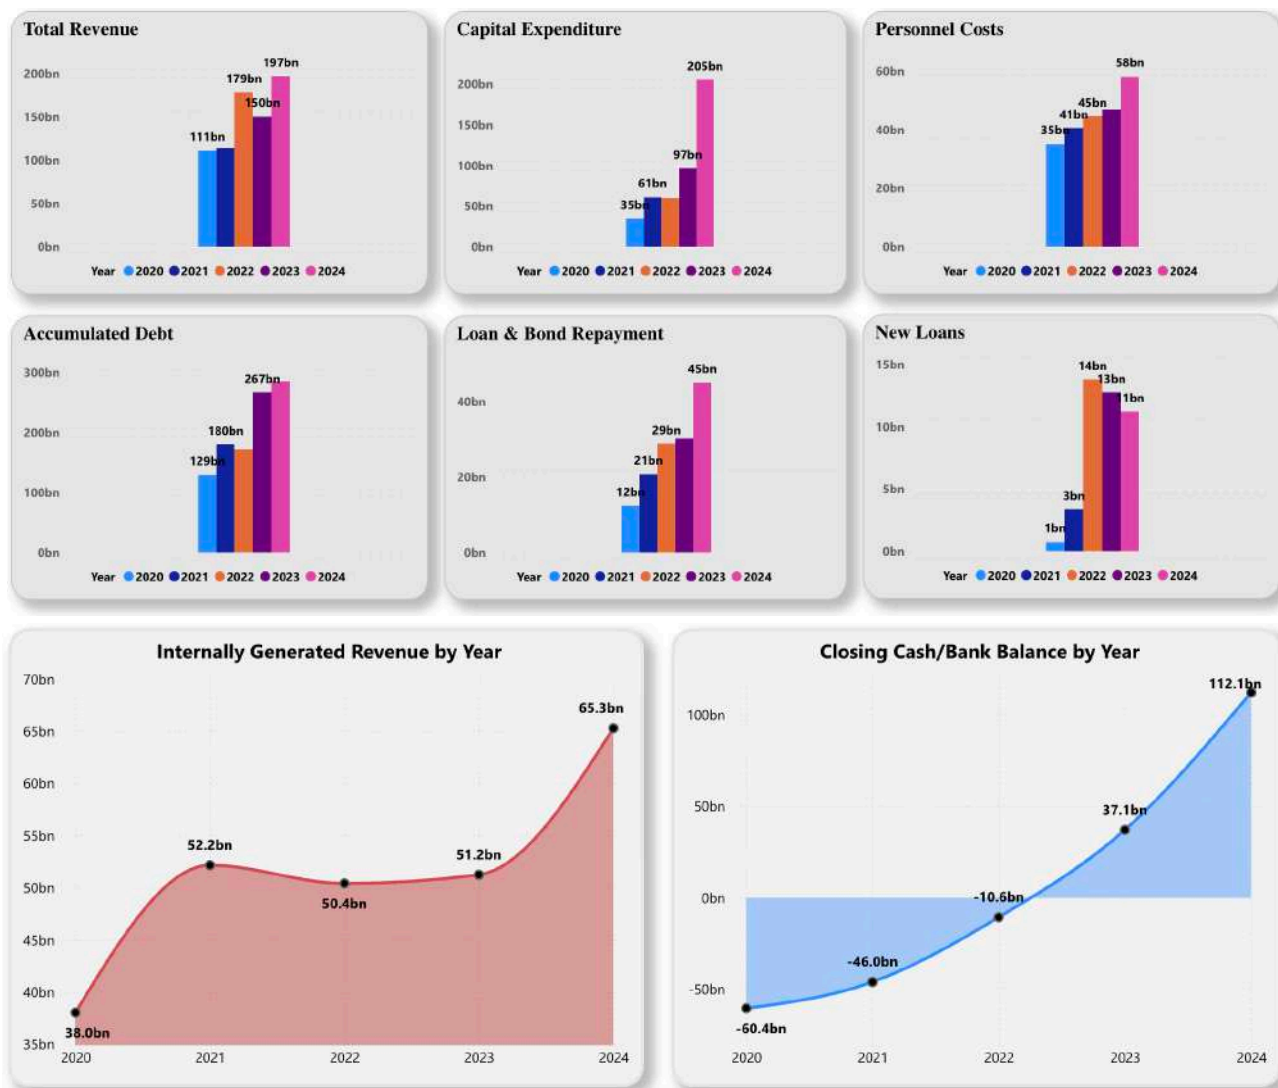 Total Revenue
200bn
150bn
100bn
50bn
0bn
111bn
179bn
150bn
197bn
Year 2020 2021 2022 2023 2024
Capital Expenditure
200bn
150bn
100bn
50bn
0bn
35bn
61bn
97bn
205bn
Year 2020 2021 2022 2023 2024
Personnel Costs
60bn
40bn
20bn
0bn
35bn
41bn
45bn
58bn
Year 2020 2021 2022 2023 2024
Accumulated Debt
300bn
200bn
100bn
0bn
129bn
180bn
267bn
Year 2020 2021 2022 2023 2024
Loan & Bond Repayment
40bn
20bn
0bn
12bn
21bn
29bn
45bn
Year 2020 2021 2022 2023 2024
New Loans
15bn
10bn
5bn
0bn
1bn
3bn
14bn
13bn
11bn
Year 2020 2021 2022 2023 2024
Internally Generated Revenue by Year
70bn
65bn
60bn
55bn
50bn
45bn
40bn
35bn
38.0bn
52.2bn
50.4bn
51.2bn
65.3bn
2020 2021 2022 2023 2024
Closing Cash/Bank Balance by Year
100bn
50bn
0bn
-50bn
-60.4bn
-46.0bn
-10.6bn
37.1bn
112.1bn
2020 2021 2022 2023 2024